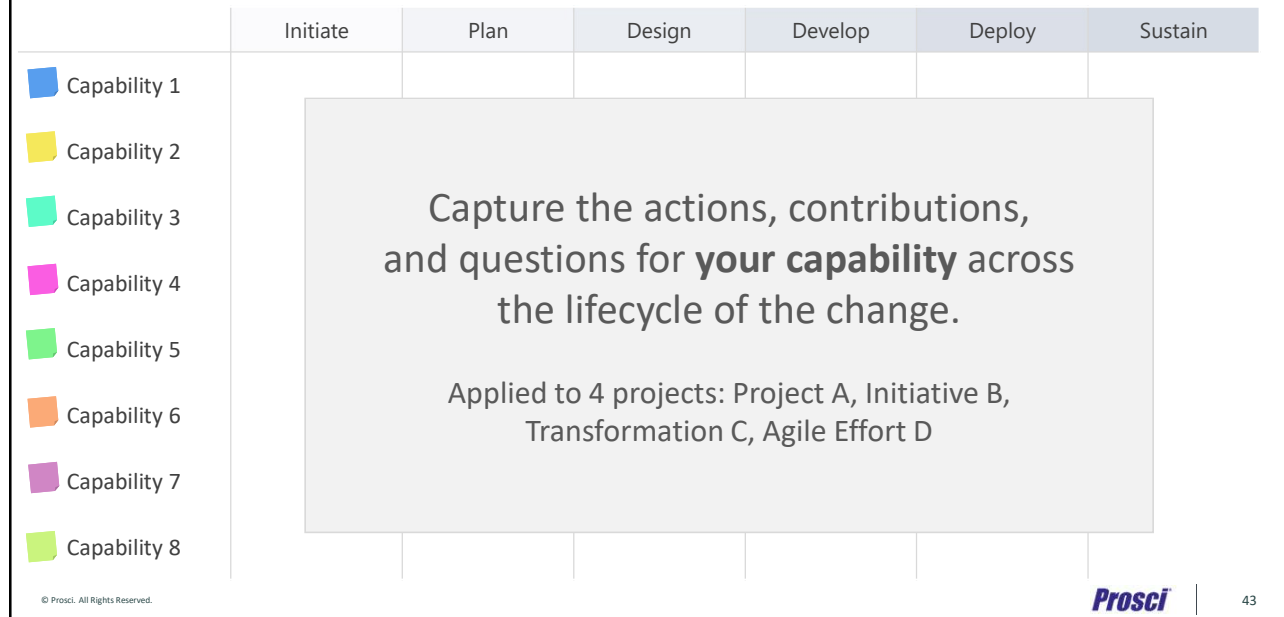 Initiate Plan Design Develop Deploy Sustain
Capability 1
Capability 2
Capability 3
Capability 4
Capability 5
Capability 6
Capability 7
Capability 8
Capture the actions, contributions,
and questions for your capability across
the lifecycle of the change.
Applied to 4 projects: Project A, Initiative B,
Transformation C, Agile Effort D
© Prosci. All Rights Reserved.
Prosci
43